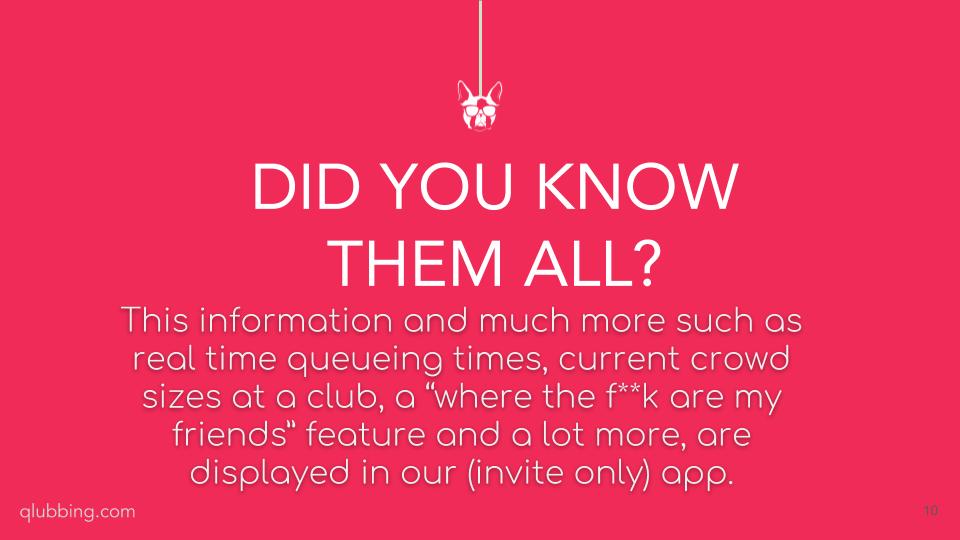 DID YOU KNOW
THEM ALL?
This information and much more such as
real time queueing times, current crowd
sizes at a club, a “where the f**k are my
friends” feature and a lot more, are
displayed in our (invite only) app.
qlubbing.com
10